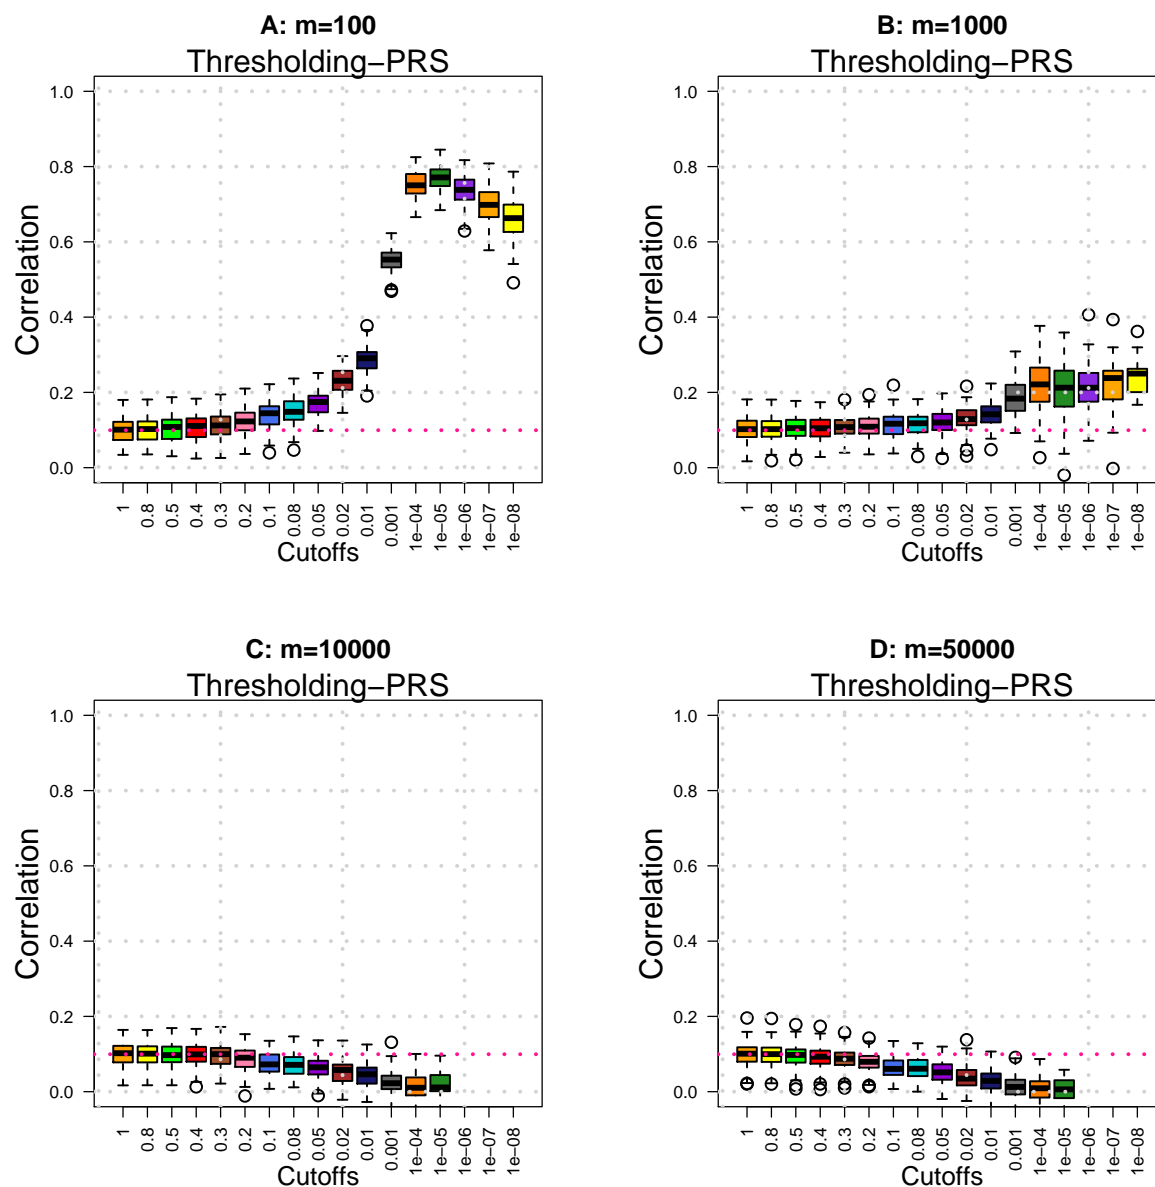 A: m=100
Thresholding−PRS
1.0
0.8
0.6
0.4
0.2
0.0
Correlation
1
0.8
0.5
0.4
0.3
0.2
0.1
0.08
0.05
0.02
0.01
0.001
1e−04
1e−05
1e−06
1e−07
1e−08
Cutoffs
B: m=1000
Thresholding−PRS
1.0
0.8
0.6
0.4
0.2
0.0
Correlation
1
0.8
0.5
0.4
0.3
0.2
0.1
0.08
0.05
0.02
0.01
0.001
1e−04
1e−05
1e−06
1e−07
1e−08
Cutoffs
C: m=10000
Thresholding−PRS
1.0
0.8
0.6
0.4
0.2
0.0
Correlation
1
0.8
0.5
0.4
0.3
0.2
0.1
0.08
0.05
0.02
0.01
0.001
1e−04
1e−05
1e−06
1e−07
1e−08
Cutoffs
D: m=50000
Thresholding−PRS
1.0
0.8
0.6
0.4
0.2
0.0
Correlation
1
0.8
0.5
0.4
0.3
0.2
0.1
0.08
0.05
0.02
0.01
0.001
1e−04
1e−05
1e−06
1e−07
1e−08
Cutoffs